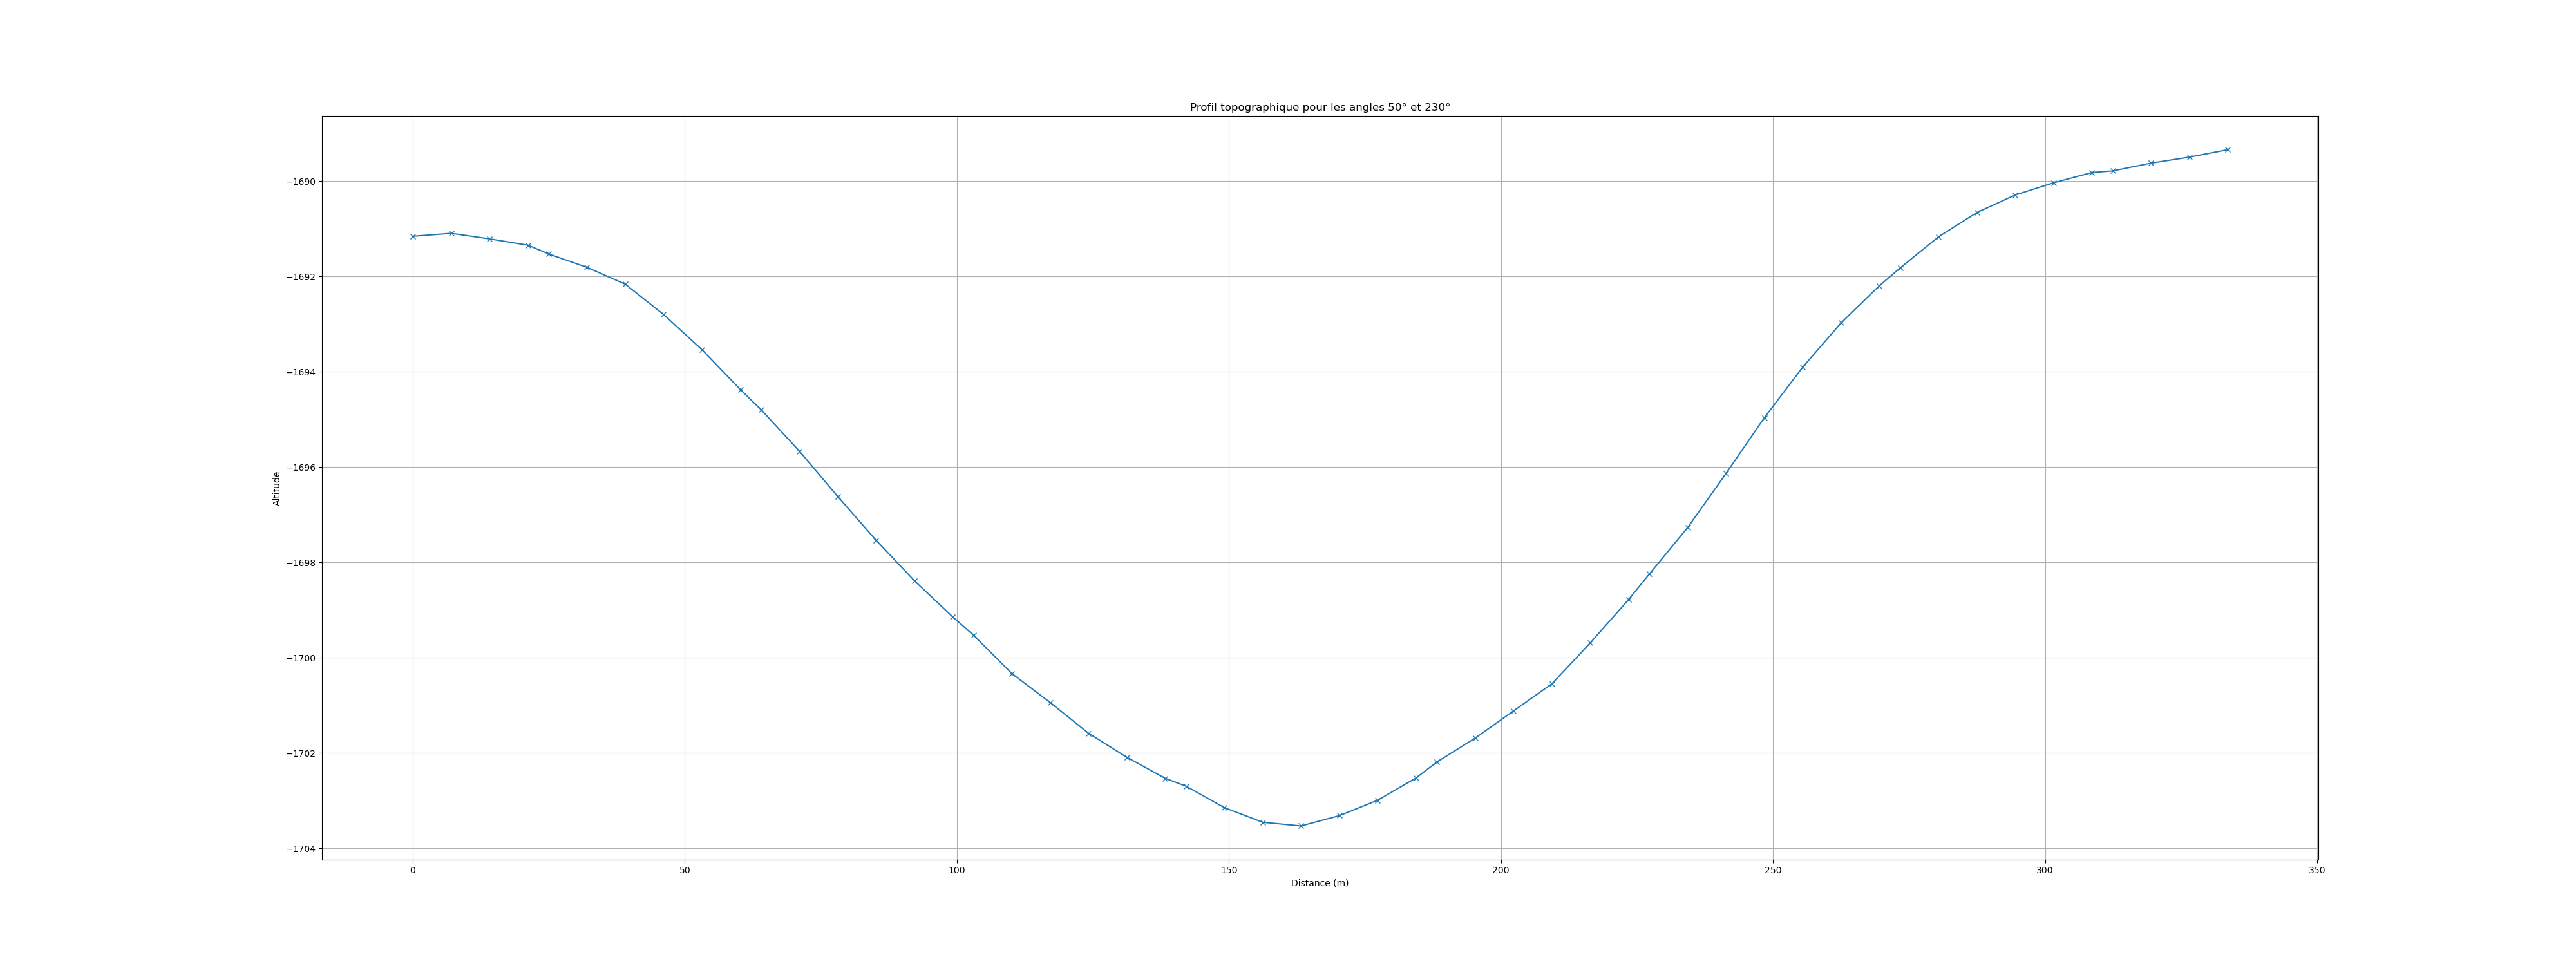 Profil topographique pour les angles 50° et 230°
Altitude
−1690
−1692
−1694
−1696
−1698
−1700
−1702
−1704
0 50 100 150 200 250 300 350
Distance (m)